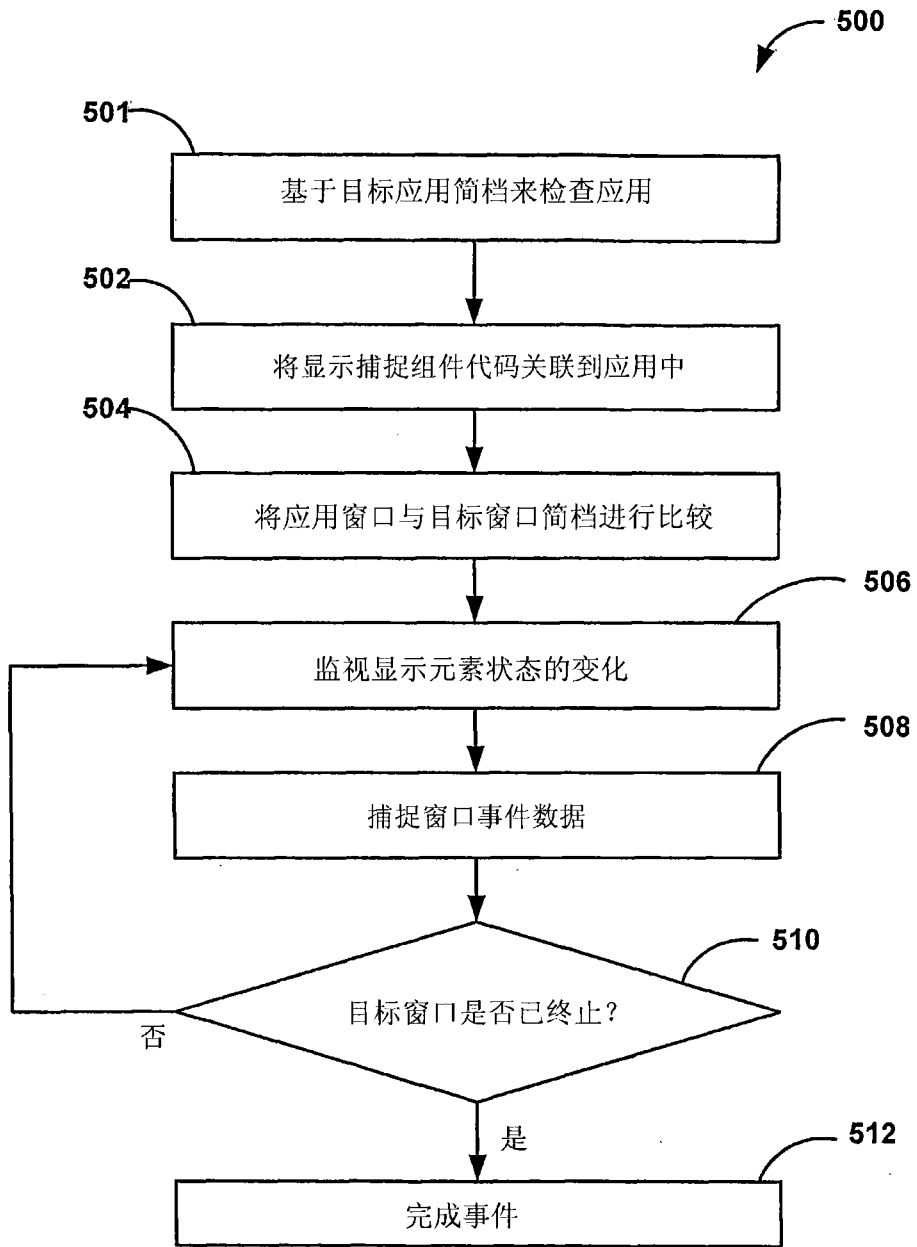 500
501
基于目标应用简档来检查应用
502
将显示捕捉组件代码关联到应用中
504
将应用窗口与目标窗口简档进行比较
506
监视显示元素状态的变化
508
捕捉窗口事件数据
510
目标窗口是否已终止?
否
是
512
完成事件